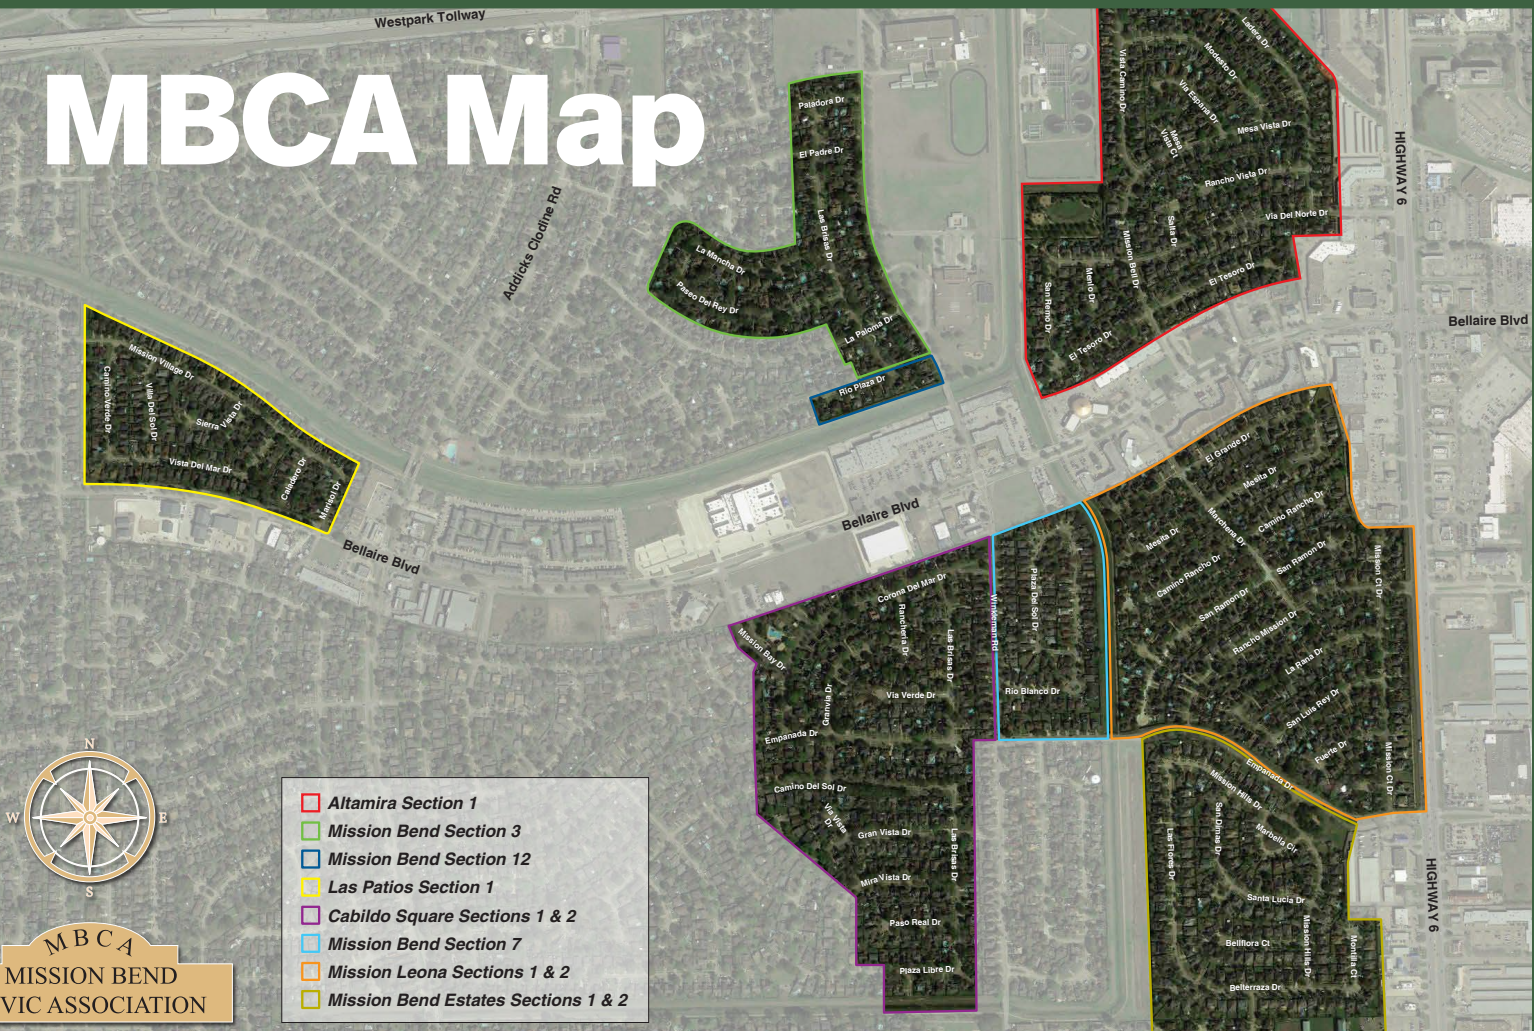 Westpark Tollway
MBCA Map
Addicks Clodine Rd
HIGHWAY 6
Bellaire Blvd
Paladora Dr
El Padre Dr
Las Brisas Dr
La Mancha Dr
Paseo Del Rey Dr
La Paloma Dr
Rio Plaza Dr
Ladera Dr
Modesto Dr
Vista Camino Dr
Via Espana Dr
Mesa Vista Dr
Mesa
Vista Ct
Rancho Vista Dr
Via Del Norte Dr
Salta Dr
Mission Bell Dr
El Tesoro Dr
Menlo Dr
San Remo Dr
El Tesoro Dr
Mission Village Dr
Camino Verde Dr
Villa Del Sol Dr
Sierra Vista Dr
Vista Del Mar Dr
Caladero Dr
Marisol Dr
Bellaire Blvd
Bellaire Blvd
El Grande Dr
Mesita Dr
Marchena Dr
Camino Rancho Dr
Mesita Dr
San Ramon Dr
Camino Rancho Dr
San Ramon Dr
Mission Ct Dr
Rancho Mission Dr
La Rana Dr
San Luis Rey Dr
Fuerte Dr
Mission Ct Dr
Empanada Dr
Corona Del Mar Dr
Rancheria Dr
Las Brisas Dr
Winkleman Rd
Plaza Del Sol Dr
Rio Blanco Dr
Mission Bay Dr
Granvia Dr
Via Verde Dr
Empanada Dr
Camino Del Sol Dr
Via Vista
Dr
Gran Vista Dr
Las Brisas Dr
Mira Vista Dr
Paso Real Dr
Plaza Libre Dr
Mission Hills Dr
San Dimas Dr
Marbella Cir
Las Flores Dr
Santa Lucia Dr
Mission Hills Dr
Bellflora Ct
Montilla Ct
Belterraza Dr
HIGHWAY 6
N
W
E
S
MBCA
MISSION BEND
VIC ASSOCIATION
Altamira Section 1
Mission Bend Section 3
Mission Bend Section 12
Las Patios Section 1
Cabildo Square Sections 1 & 2
Mission Bend Section 7
Mission Leona Sections 1 & 2
Mission Bend Estates Sections 1 & 2